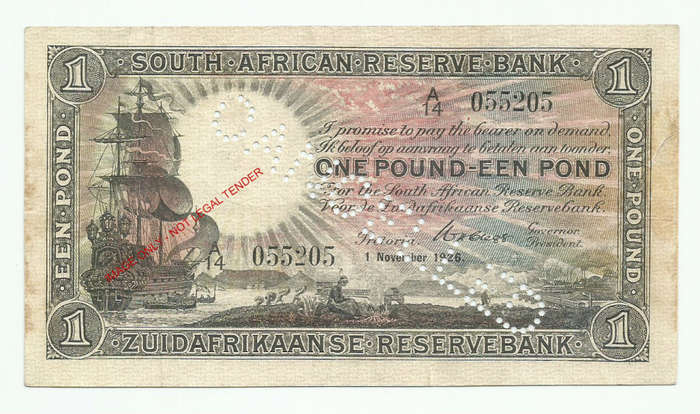 1 · SOUTH · AFRICAN · RESERVE · BANK · 1
A/14 055205
I promise to pay the bearer on demand.
Ik beloof op aanvraag te betalen aan toonder.
ONE POUND-EEN POND
For the South African Reserve Bank.
Voor de Zuidafrikaanse Reservebank.
Pretoria,
Governor
President.
1 November 1926.
A/14 055205
· EEN · POND ·
· ONE · POUND ·
IMAGE ONLY - NOT LEGAL TENDER
1 · ZUIDAFRIKAANSE · RESERVEBANK · 1